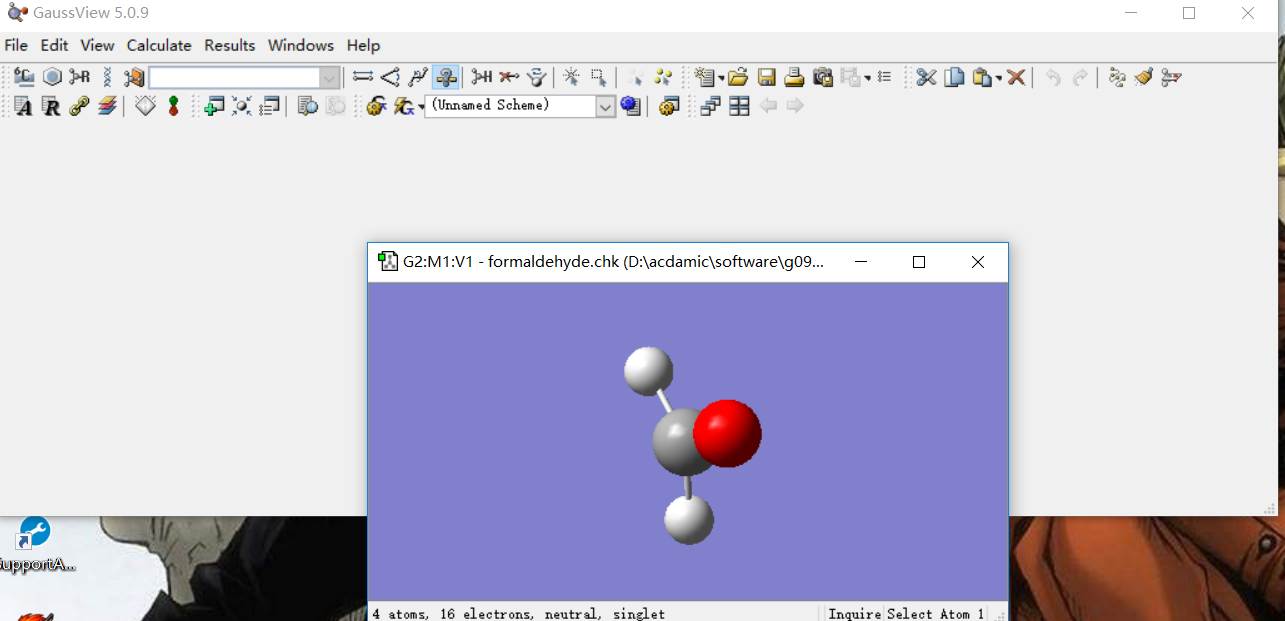 GaussView 5.0.9
File Edit View Calculate Results Windows Help
(Unnamed Scheme)
G2:M1:V1 - formaldehyde.chk (D:\acdamic\software\g09...
SupportA...
4 atoms, 16 electrons, neutral, singlet Inquire Select Atom 1